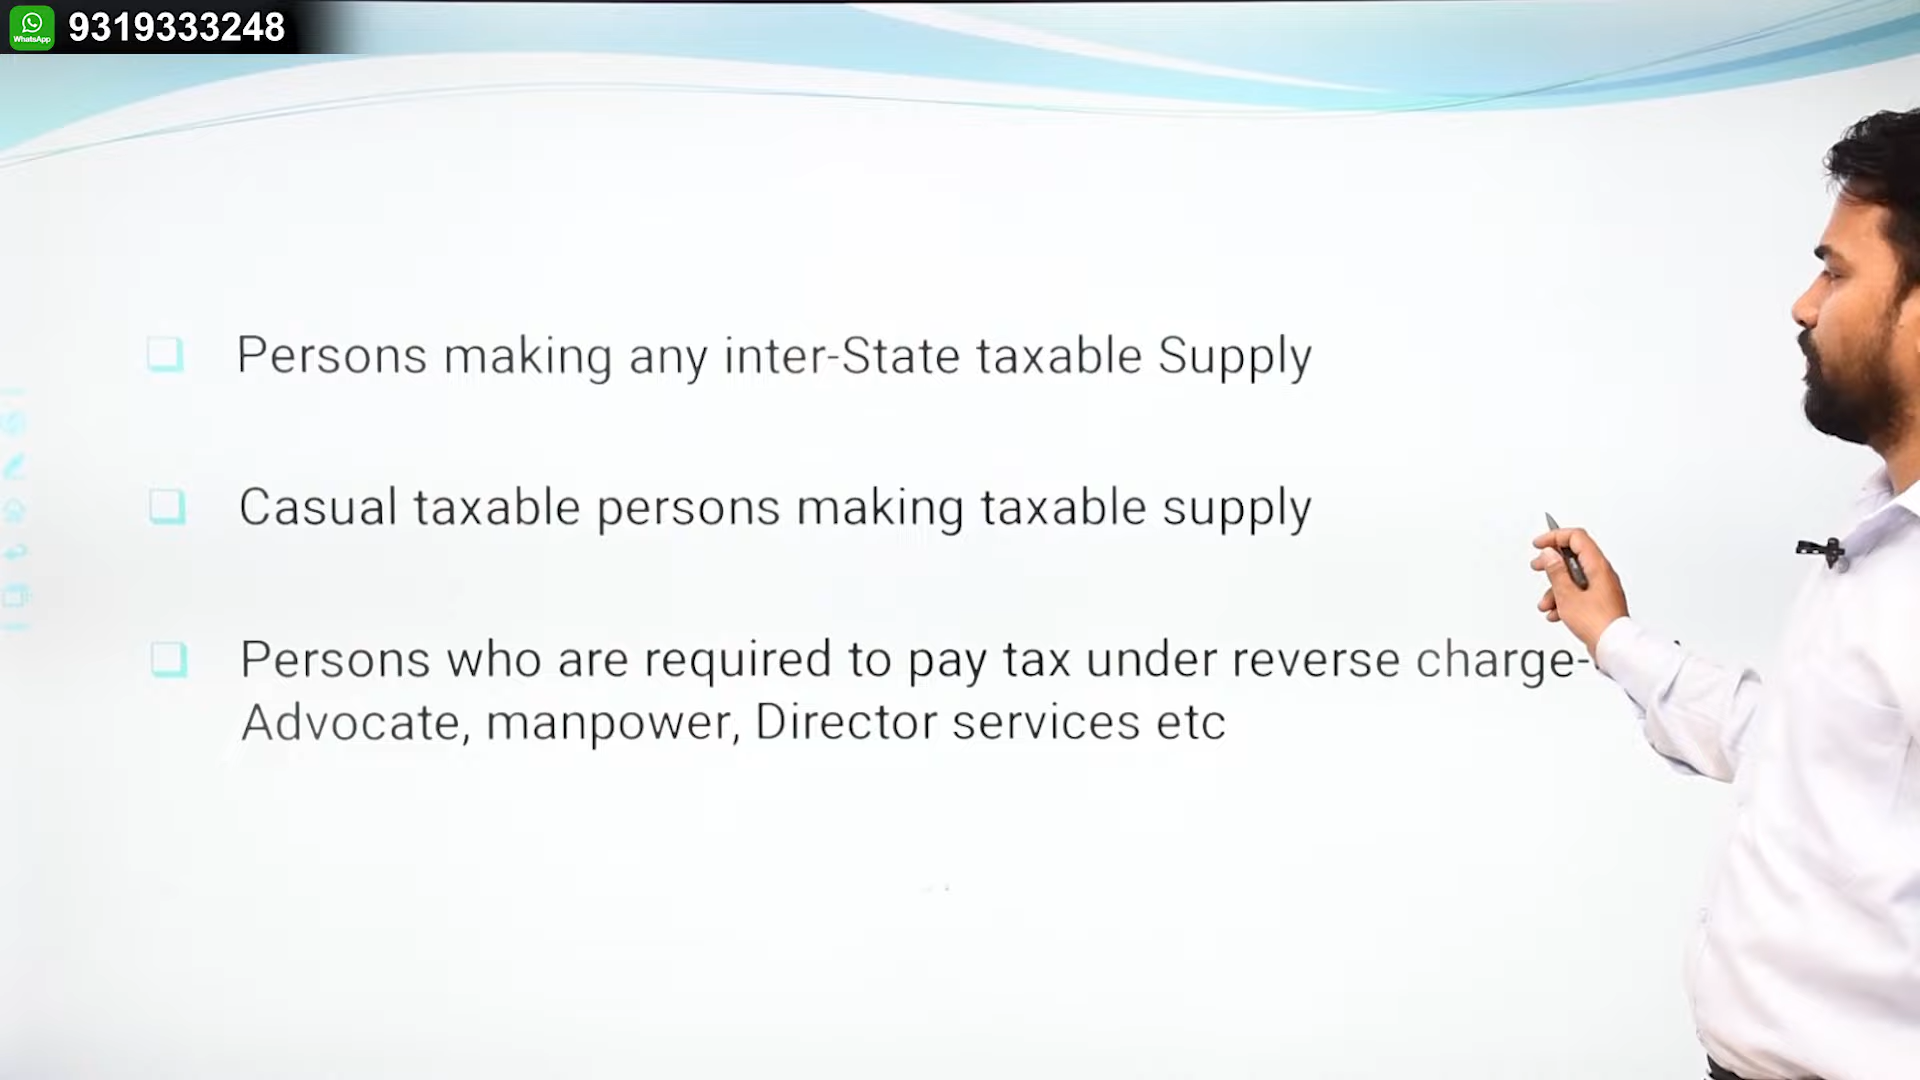 WhatsApp
9319333248
Persons making any inter-State taxable Supply
Casual taxable persons making taxable supply
Persons who are required to pay tax under reverse charge-
Advocate, manpower, Director services etc